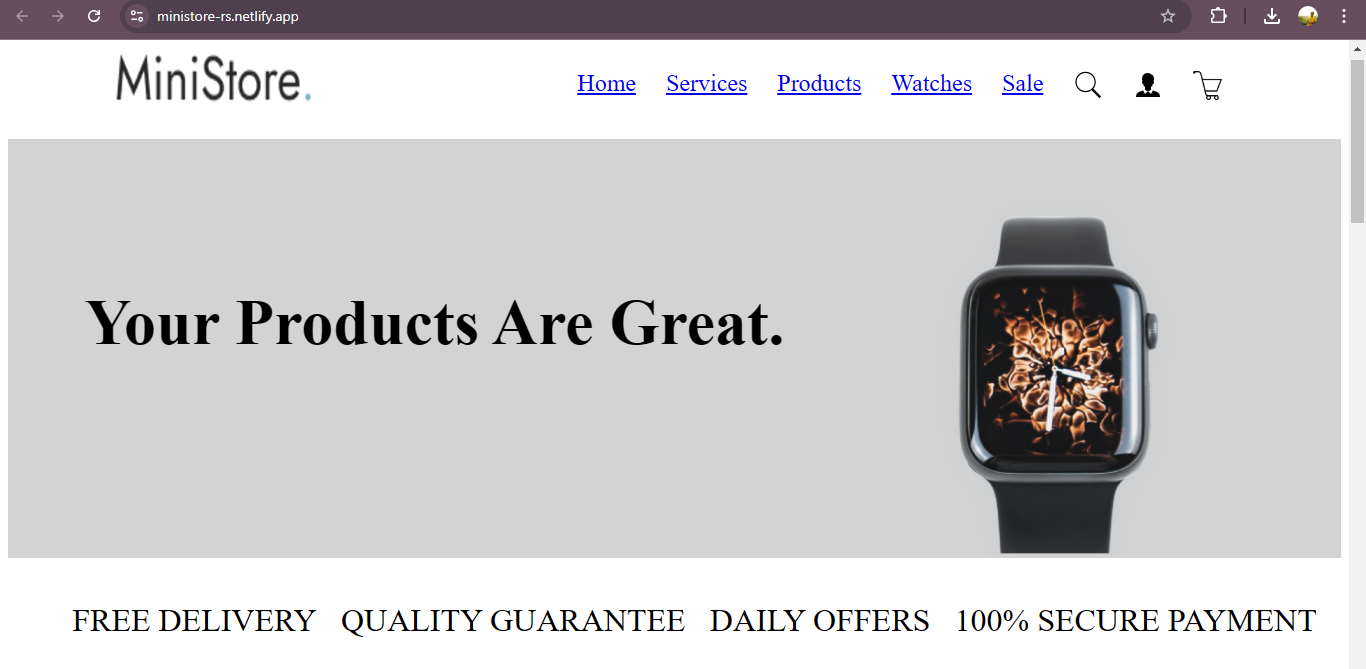 ministore-rs.netlify.app
MiniStore.
Home Services Products Watches Sale
Your Products Are Great.
FREE DELIVERY QUALITY GUARANTEE DAILY OFFERS 100% SECURE PAYMENT